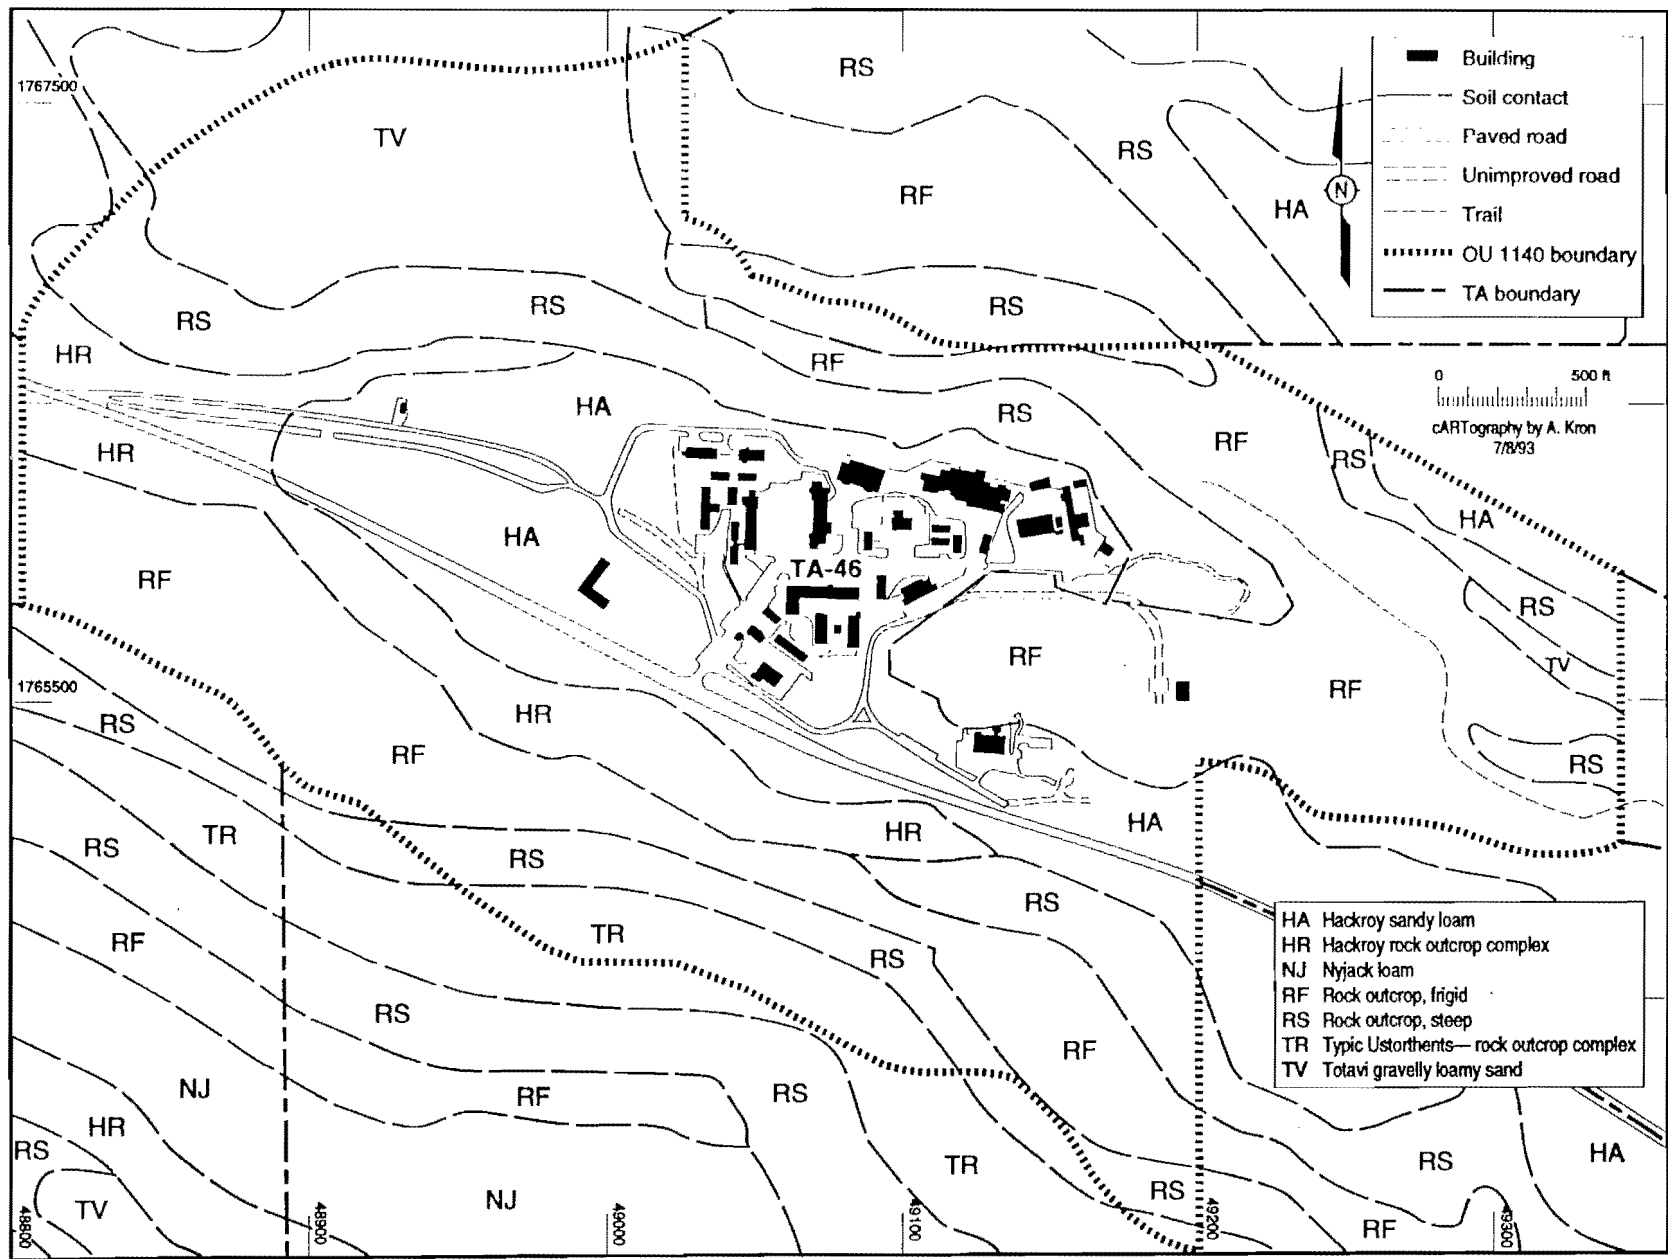 RS
Building
1767500
Soil contact
TV
Paved road
RS
Unimproved road
RF
HA
N
Trail
OU 1140 boundary
TA boundary
RS
RS
RS
HR
RF
0 500 ft
cARTography by A. Kron
7/8/93
HA
RS
RF
HR
RS
HA
HA
RF
TA-46
RS
RF
TV
1765500
RF
RS
HR
RF
RS
HR
HA
TR
RS
RS
RS
HA Hackroy sandy loam
HR Hackroy rock outcrop complex
NJ Nyjack loam
RF Rock outcrop, frigid
RS Rock outcrop, steep
TR Typic Ustorthents— rock outcrop complex
TV Totavi gravelly loamy sand
TR
RF
RS
RS
RF
NJ
RF
RS
HR
RS
TR
RS
HA
RS
NJ
TV
RF
48800
48900
49000
49100
49200
49300